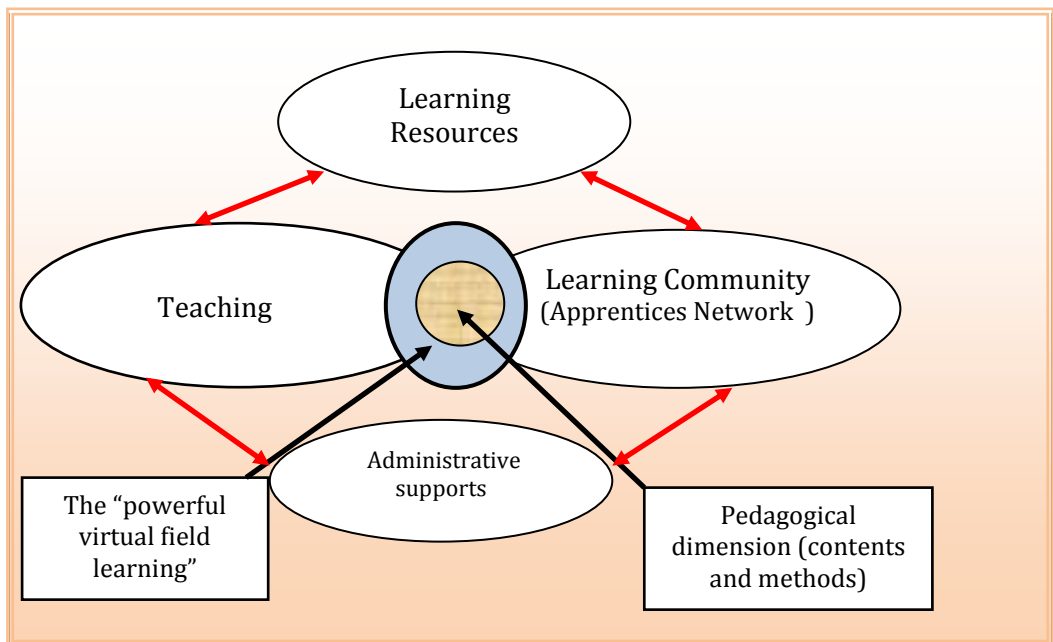 Learning
Resources
Teaching
Learning Community
(Apprentices Network  )
Administrative
supports
The “powerful
virtual field
learning”
Pedagogical
dimension (contents
and methods)